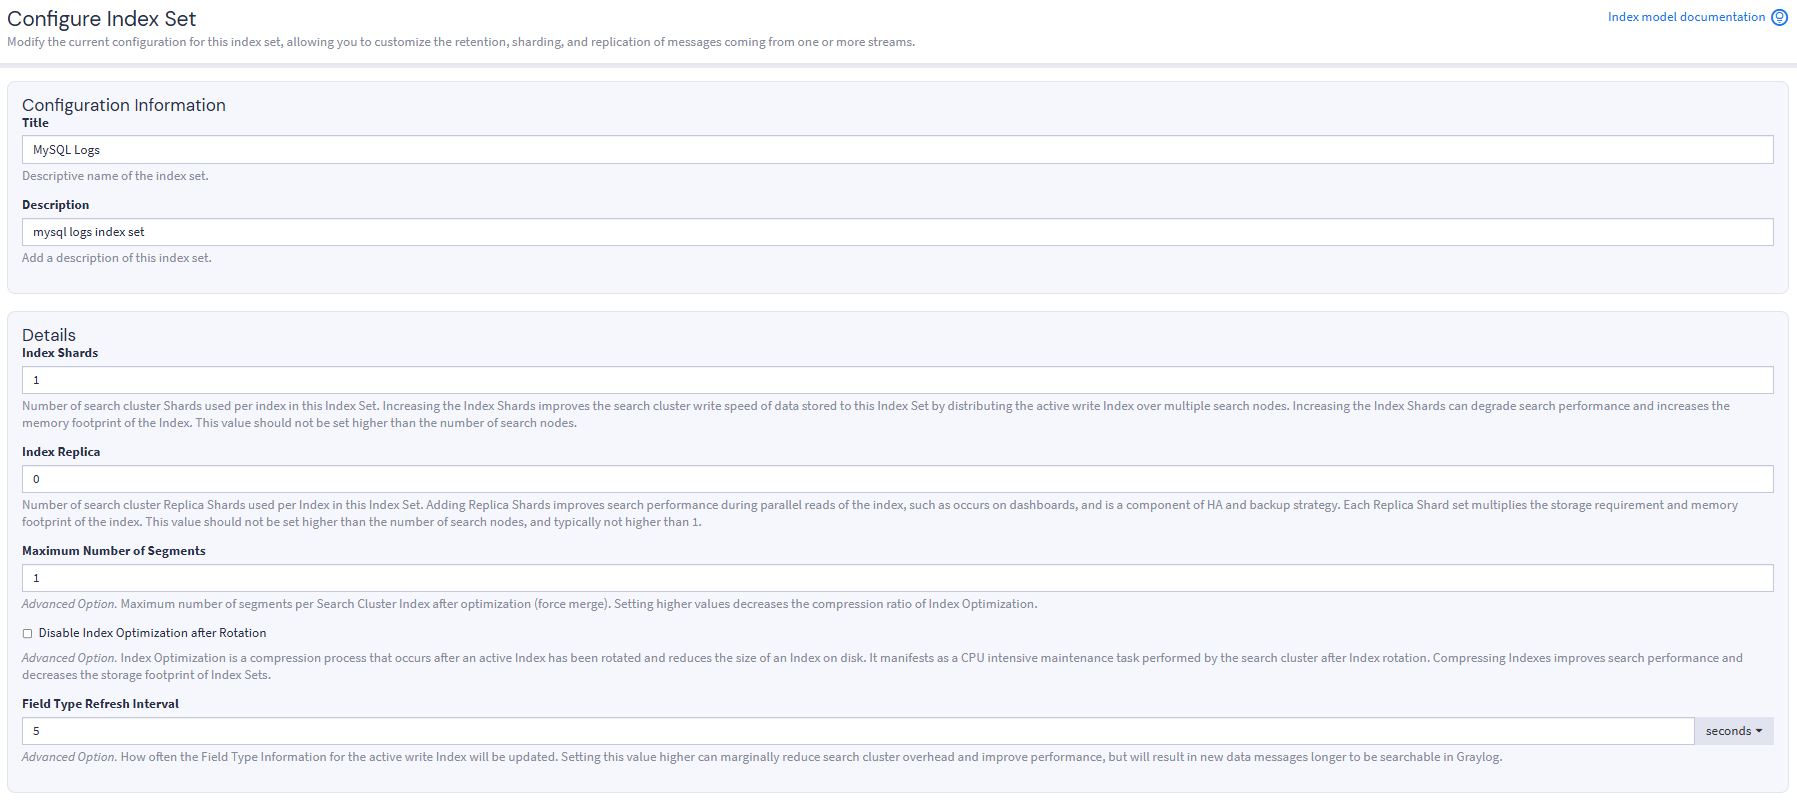 Configure Index Set
Index model documentation
Modify the current configuration for this index set, allowing you to customize the retention, sharding, and replication of messages coming from one or more streams.
Configuration Information
Title
MySQL Logs
Descriptive name of the index set.
Description
mysql logs index set
Add a description of this index set.
Details
Index Shards
1
Number of search cluster Shards used per index in this Index Set. Increasing the Index Shards improves the search cluster write speed of data stored to this Index Set by distributing the active write Index over multiple search nodes. Increasing the Index Shards can degrade search performance and increases the
memory footprint of the Index. This value should not be set higher than the number of search nodes.
Index Replica
0
Number of search cluster Replica Shards used per Index in this Index Set. Adding Replica Shards improves search performance during parallel reads of the index, such as occurs on dashboards, and is a component of HA and backup strategy. Each Replica Shard set multiplies the storage requirement and memory
footprint of the index. This value should not be set higher than the number of search nodes, and typically not higher than 1.
Maximum Number of Segments
1
Advanced Option. Maximum number of segments per Search Cluster Index after optimization (force merge). Setting higher values decreases the compression ratio of Index Optimization.
Disable Index Optimization after Rotation
Advanced Option. Index Optimization is a compression process that occurs after an active Index has been rotated and reduces the size of an Index on disk. It manifests as a CPU intensive maintenance task performed by the search cluster after Index rotation. Compressing Indexes improves search performance and
decreases the storage footprint of Index Sets.
Field Type Refresh Interval
5
seconds
Advanced Option. How often the Field Type Information for the active write Index will be updated. Setting this value higher can marginally reduce search cluster overhead and improve performance, but will result in new data messages longer to be searchable in Graylog.